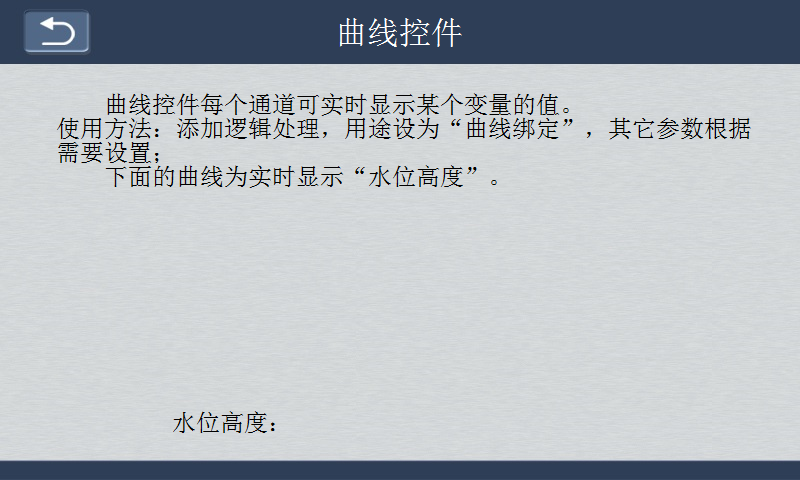 曲线控件
曲线控件每个通道可实时显示某个变量的值。
使用方法：添加逻辑处理，用途设为“曲线绑定”，其它参数根据
需要设置；
下面的曲线为实时显示“水位高度”。
水位高度：